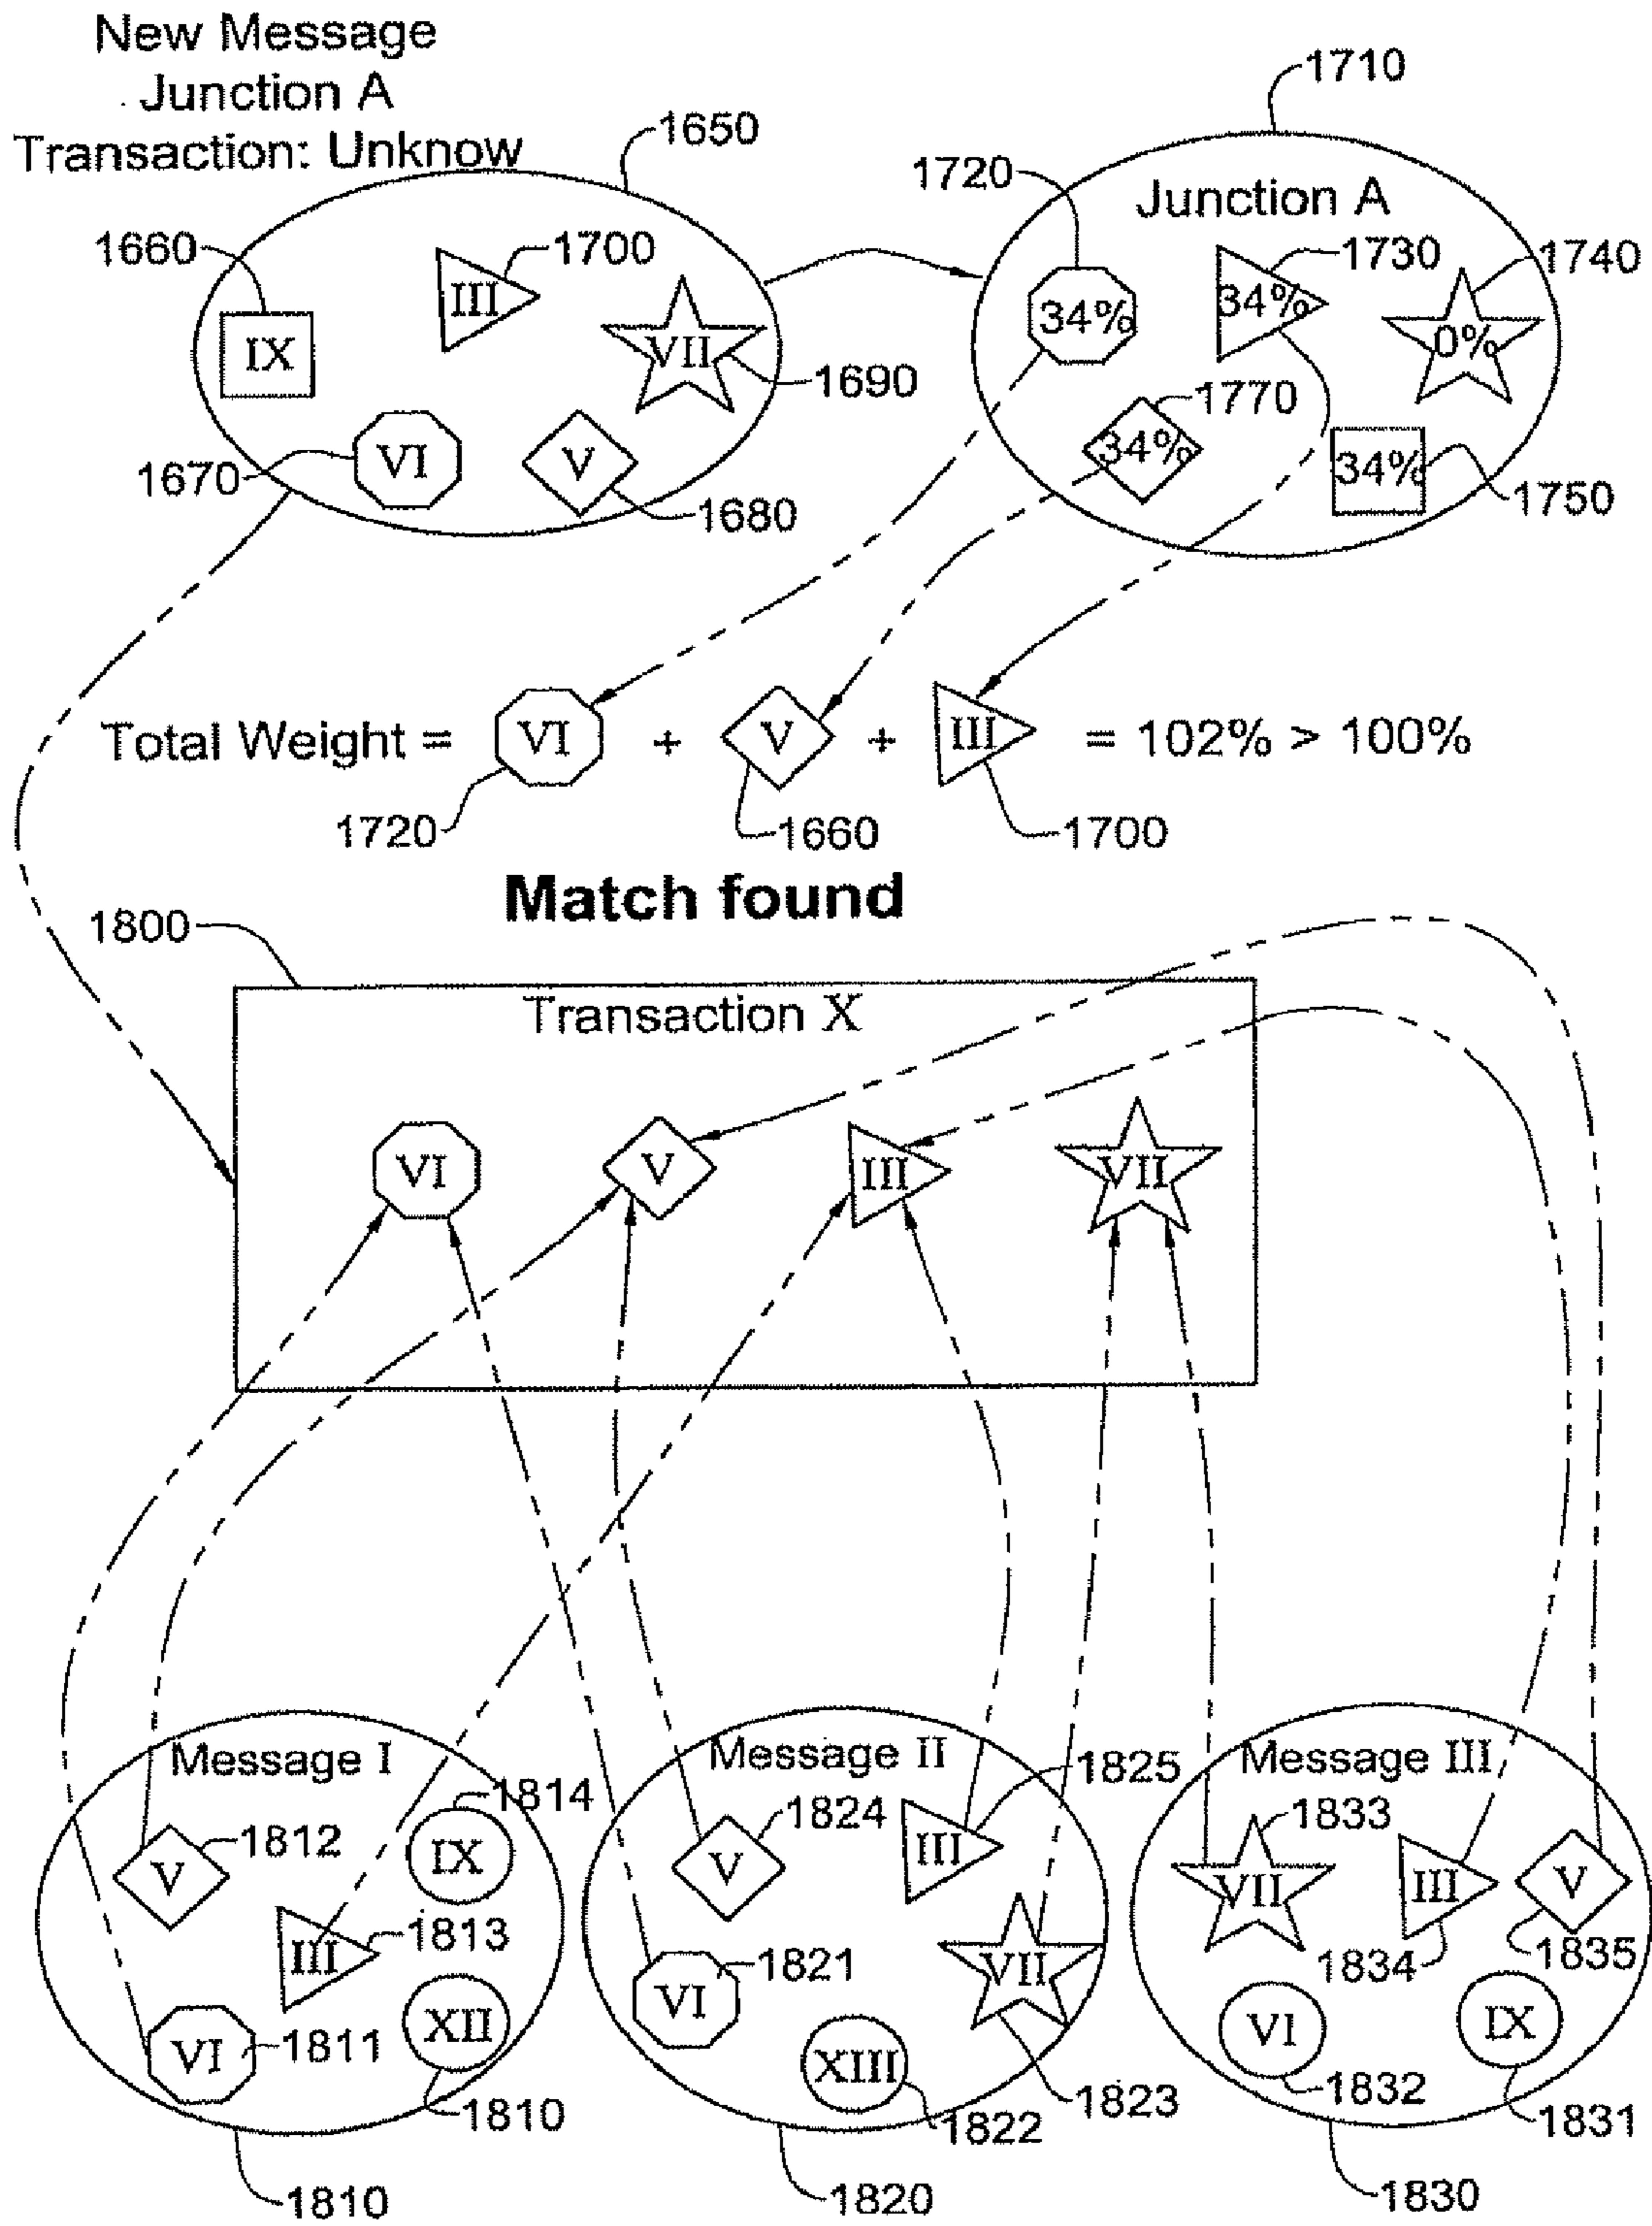 New Message
Junction A
Transaction: Unknow
1650
1710
1720
Junction A
1660
1700
1730
1740
III
34%
34%
0%
IX
VII
1690
1770
VI
V
34%
34%
1670
1680
1750
Total Weight = VI + V + III = 102% > 100%
1720
1660
1700
Match found
1800
Transaction X
VI
V
III
VII
Message I
Message II
Message III
1814
1825
1812
IX
1824
III
1833
V
V
VII
III
V
III
1813
1821
VII
1834
1835
VI
1811
XII
VI
XIII
VI
IX
1810
1822
1823
1832
1831
1810
1820
1830